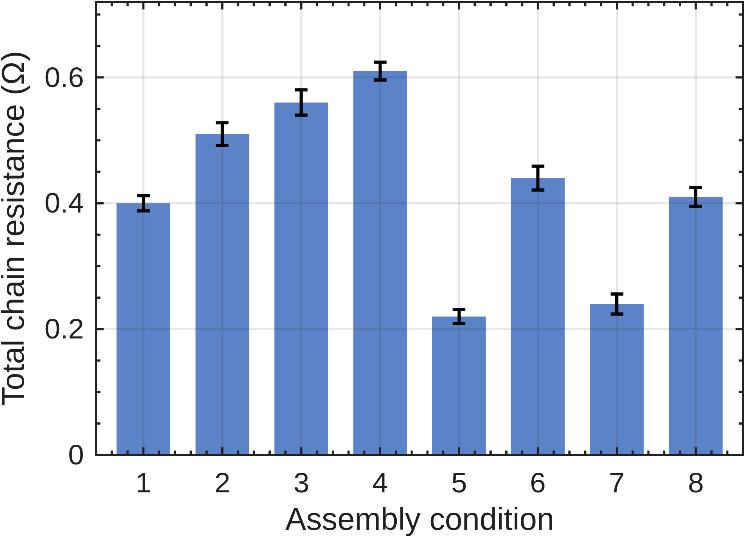 Total chain resistance (Ω)
0.6
0.4
0.2
0
1 2 3 4 5 6 7 8
Assembly condition